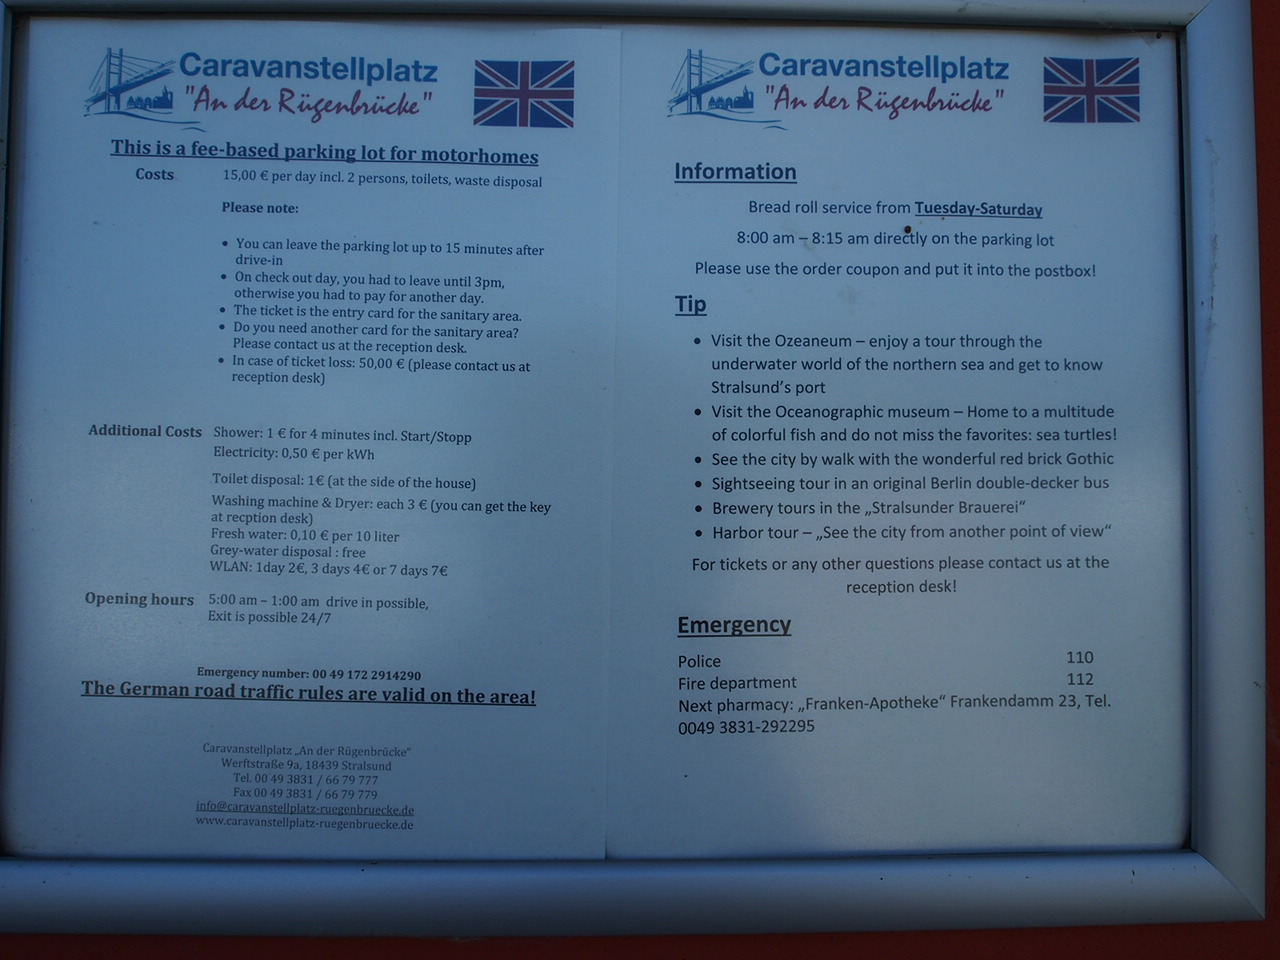 Caravanstellplatz
"An der Rügenbrücke"
This is a fee-based parking lot for motorhomes
Costs 15,00 € per day incl. 2 persons, toilets, waste disposal
Please note:
• You can leave the parking lot up to 15 minutes after
drive-in
• On check out day, you had to leave until 3pm,
otherwise you had to pay for another day.
• The ticket is the entry card for the sanitary area.
• Do you need another card for the sanitary area?
Please contact us at the reception desk.
• In case of ticket loss: 50,00 € (please contact us at
reception desk)
Additional Costs Shower: 1 € for 4 minutes incl. Start/Stopp
Electricity: 0,50 € per kWh
Toilet disposal: 1€ (at the side of the house)
Washing machine & Dryer: each 3 € (you can get the key
at recption desk)
Fresh water: 0,10 € per 10 liter
Grey-water disposal : free
WLAN: 1day 2€, 3 days 4€ or 7 days 7€
Opening hours 5:00 am – 1:00 am drive in possible,
Exit is possible 24/7
Emergency number: 00 49 172 2914290
The German road traffic rules are valid on the area!
Caravanstellplatz „An der Rügenbrücke"
Werftstraße 9a, 18439 Stralsund
Tel. 00 49 3831 / 66 79 777
Fax 00 49 3831 / 66 79 779
info@caravanstellplatz-ruegenbruecke.de
www.caravanstellplatz-ruegenbruecke.de
Caravanstellplatz
"An der Rügenbrücke"
Information
Bread roll service from Tuesday-Saturday
8:00 am – 8:15 am directly on the parking lot
Please use the order coupon and put it into the postbox!
Tip
• Visit the Ozeaneum – enjoy a tour through the
underwater world of the northern sea and get to know
Stralsund's port
• Visit the Oceanographic museum – Home to a multitude
of colorful fish and do not miss the favorites: sea turtles!
• See the city by walk with the wonderful red brick Gothic
• Sightseeing tour in an original Berlin double-decker bus
• Brewery tours in the „Stralsunder Brauerei"
• Harbor tour – „See the city from another point of view"
For tickets or any other questions please contact us at the
reception desk!
Emergency
Police 110
Fire department 112
Next pharmacy: „Franken-Apotheke" Frankendamm 23, Tel.
0049 3831-292295